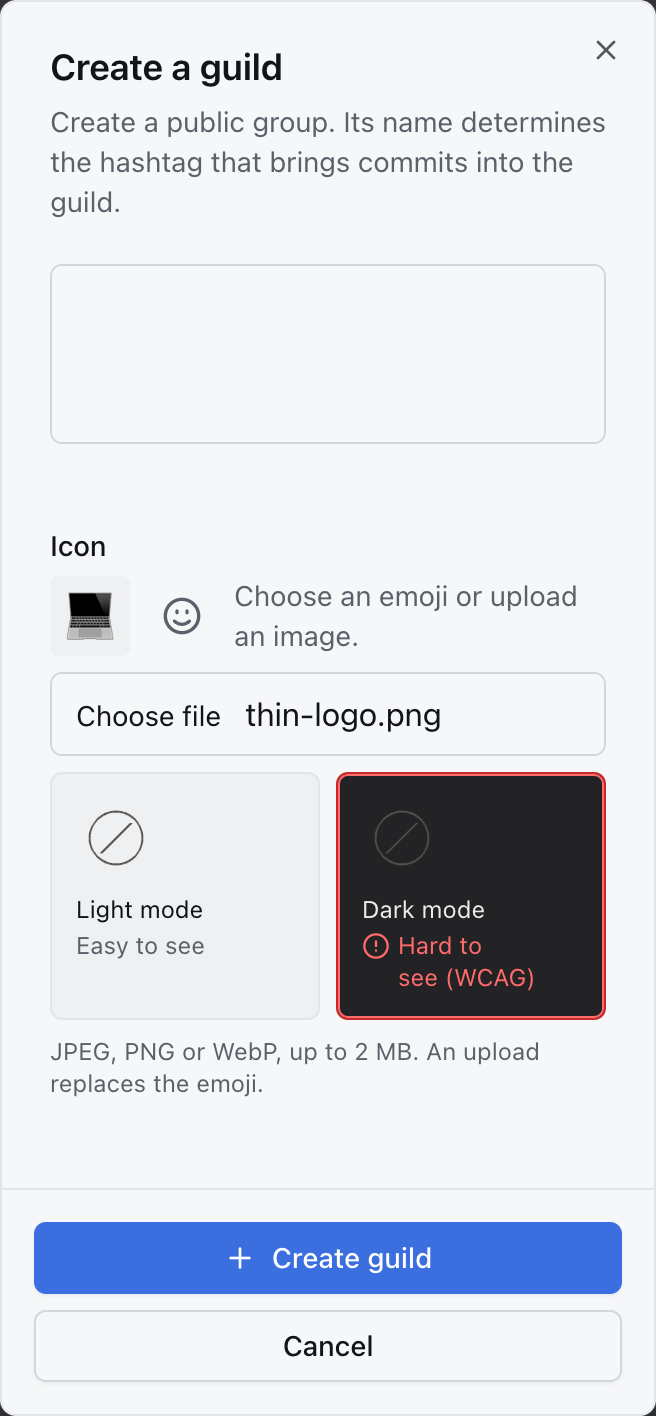 Create a guild
Create a public group. Its name determines
the hashtag that brings commits into the
guild.
Icon
Choose an emoji or upload
an image.
Choose file thin-logo.png
Light mode
Easy to see
Dark mode
Hard to
see (WCAG)
JPEG, PNG or WebP, up to 2 MB. An upload
replaces the emoji.
Create guild
Cancel